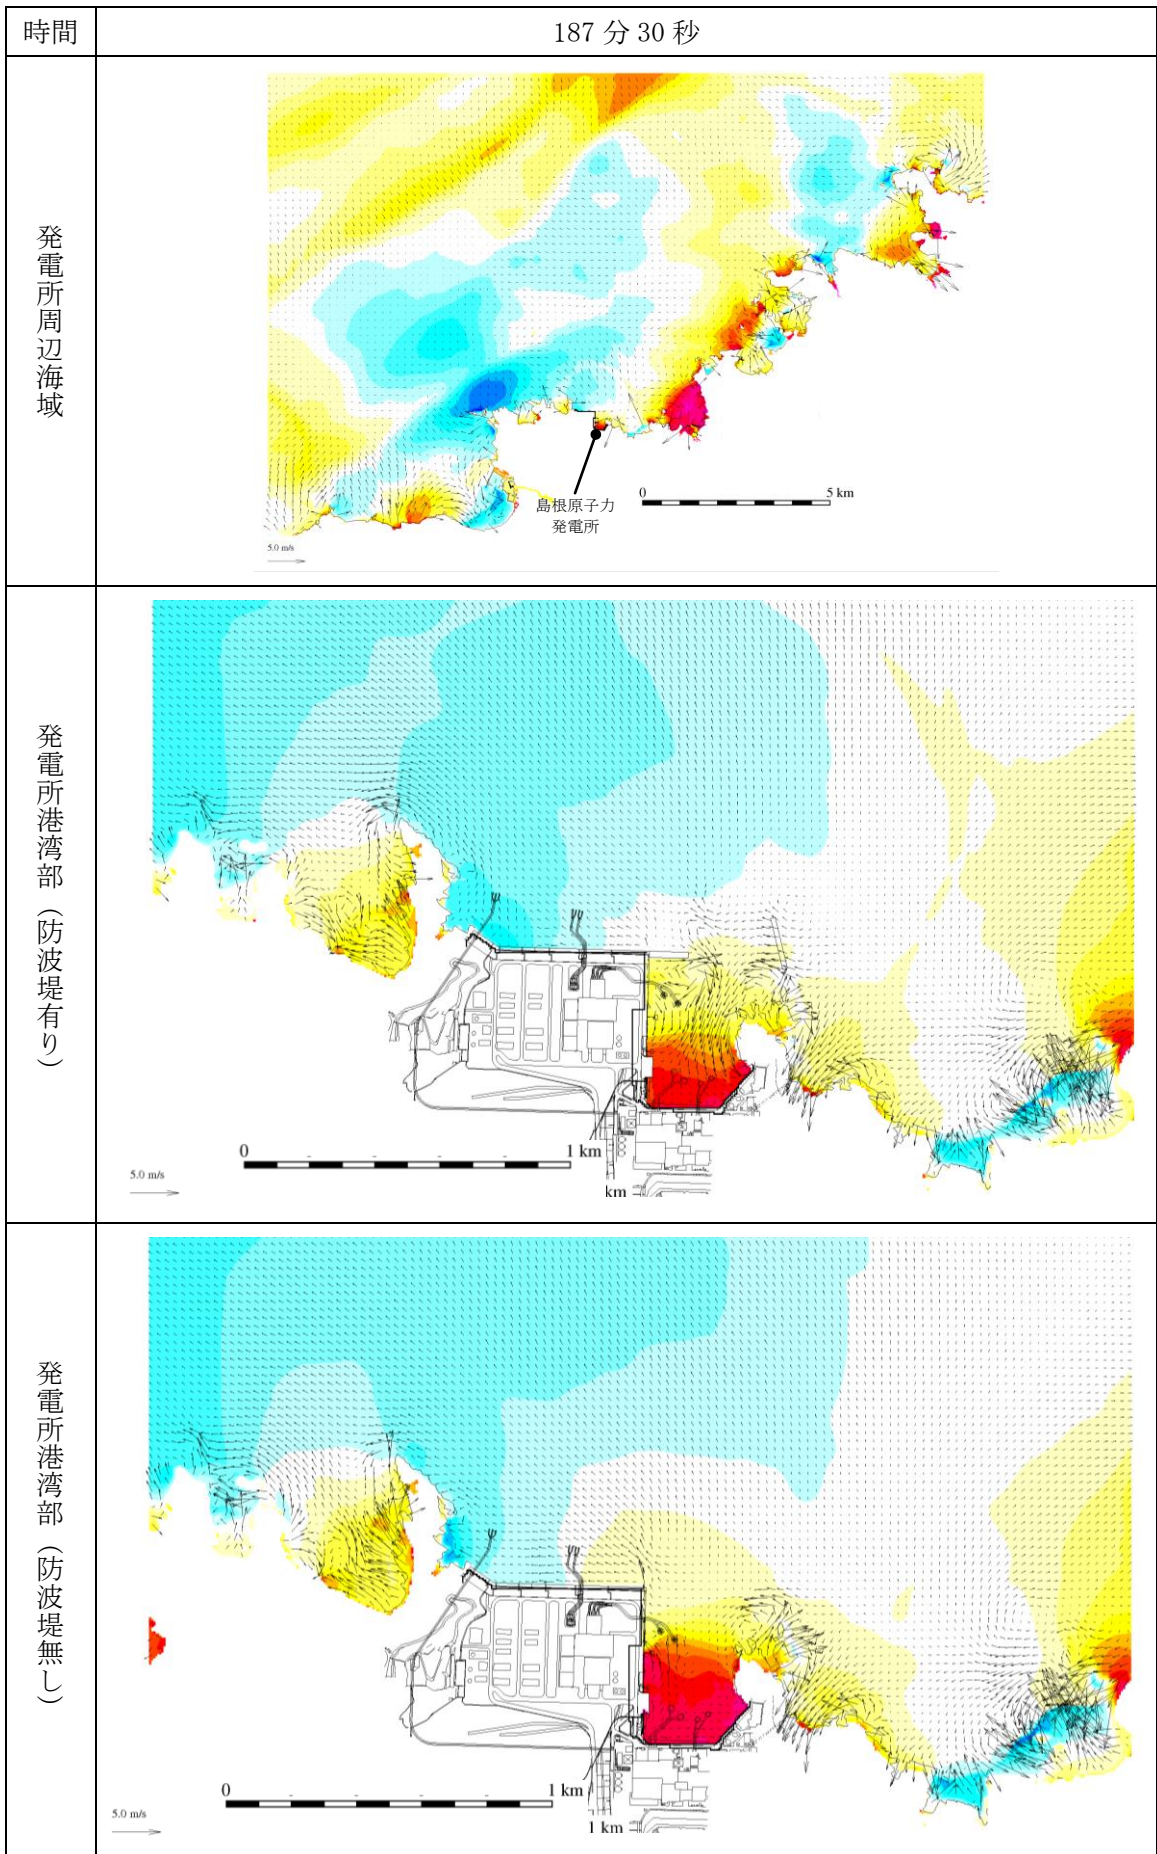 時間
187 分 30 秒
発電所周辺海域
島根原子力
発電所
0 5 km
5.0 m/s
発電所港湾部（防波堤有り）
0 1 km
km
5.0 m/s
発電所港湾部（防波堤無し）
0 1 km
1 km
5.0 m/s